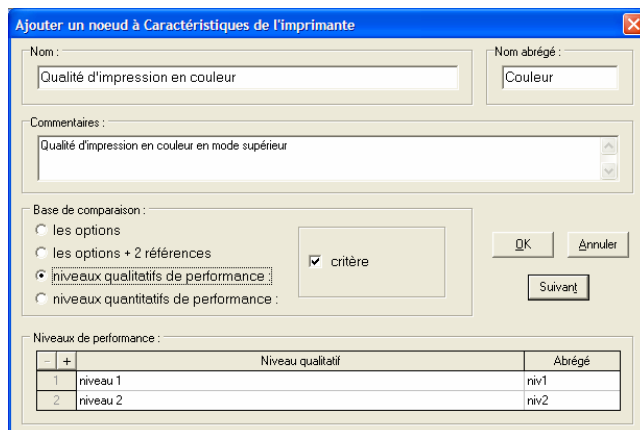 Ajouter un noeud à Caractéristiques de l'imprimante
Nom :
Qualité d'impression en couleur
Nom abrégé :
Couleur
Commentaires :
Qualité d'impression en couleur en mode supérieur
Base de comparaison :
les options
les options + 2 références
niveaux qualitatifs de performance :
niveaux quantitatifs de performance :
critère
OK
Annuler
Suivant
Niveaux de performance :
- + Niveau qualitatif Abrégé
1 niveau 1 niv1
2 niveau 2 niv2